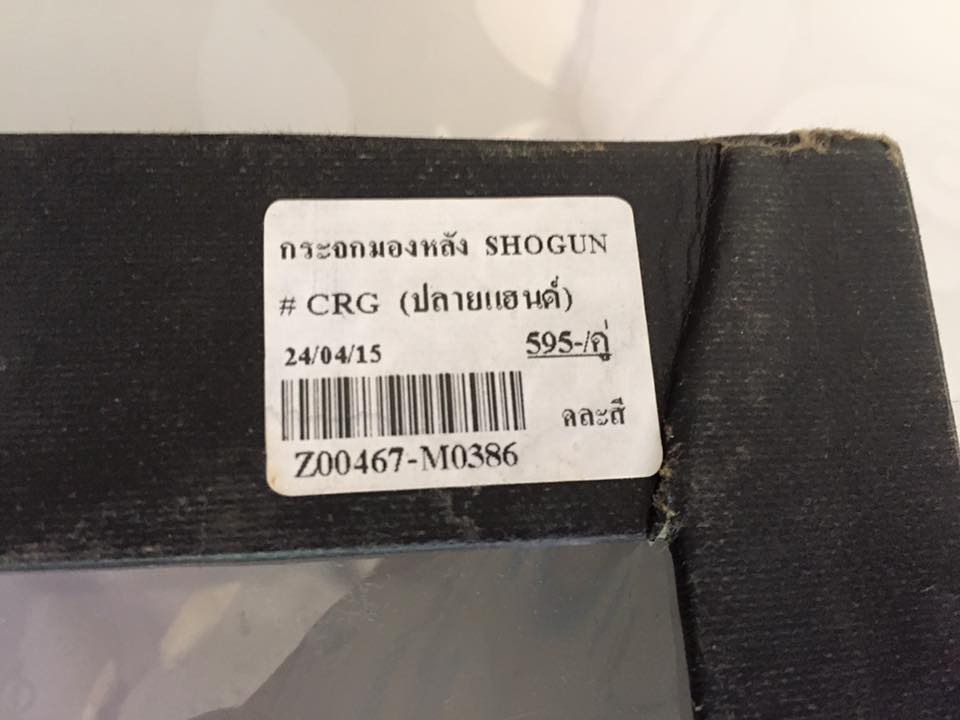 กระจกมองหลัง SHOGUN
# CRG (ปลายแฮนด์)
24/04/15 595-/คู่
คละสี
Z00467-M0386